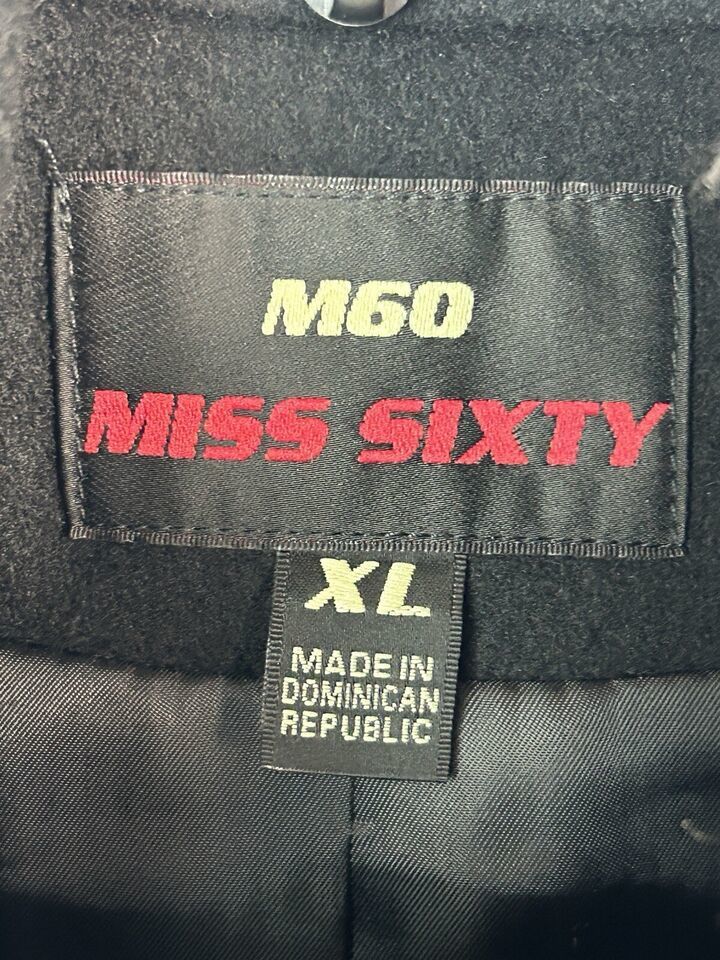 M60
MISS SIXTY
XL
MADE IN
DOMINICAN
REPUBLIC